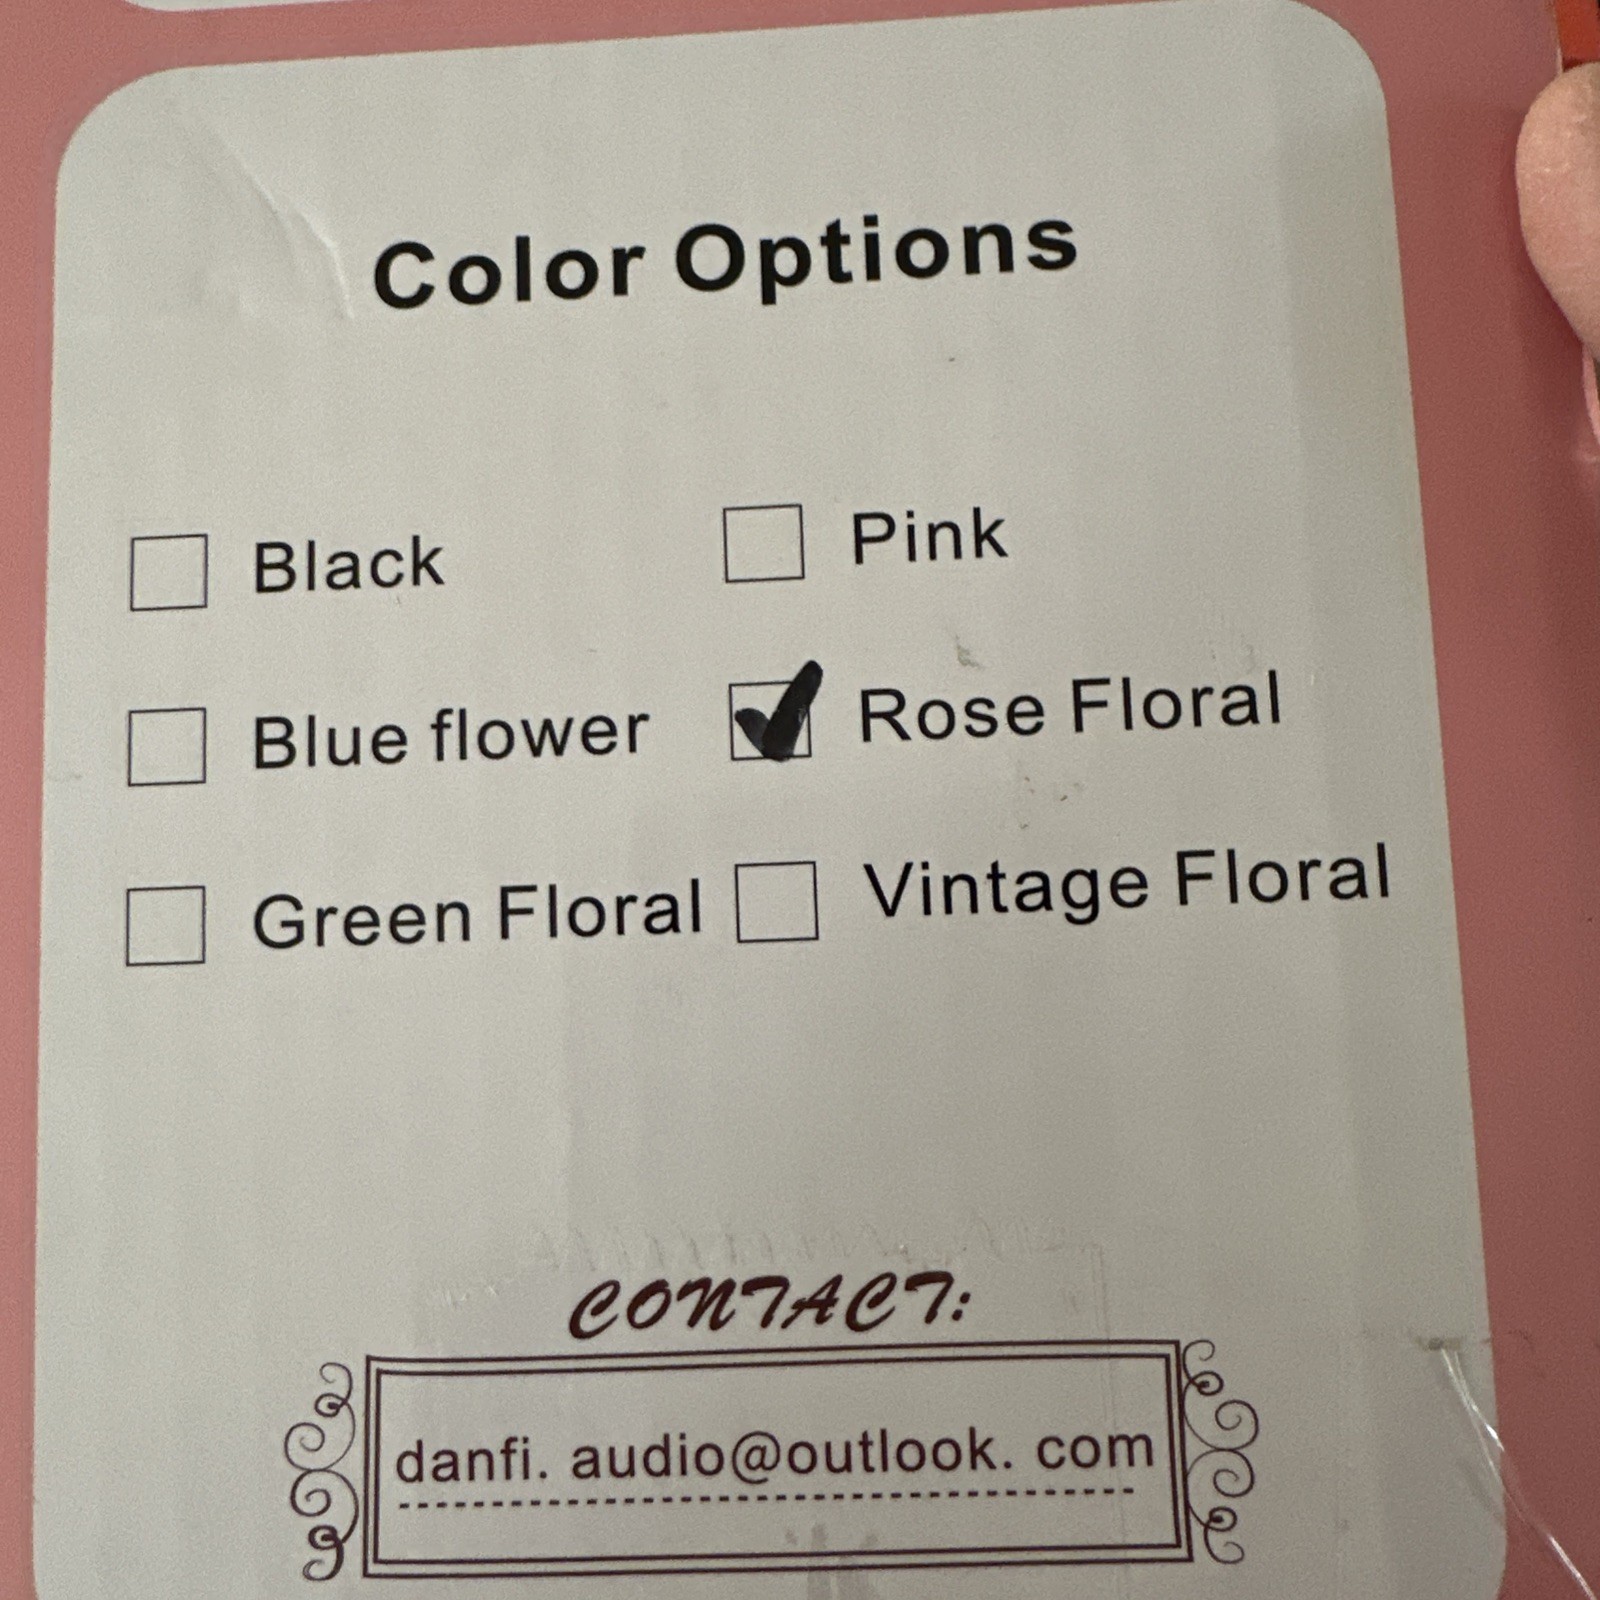 Color Options
Black
Pink
Blue flower
Rose Floral
Green Floral
Vintage Floral
CONTACT:
danfi. audio@outlook. com